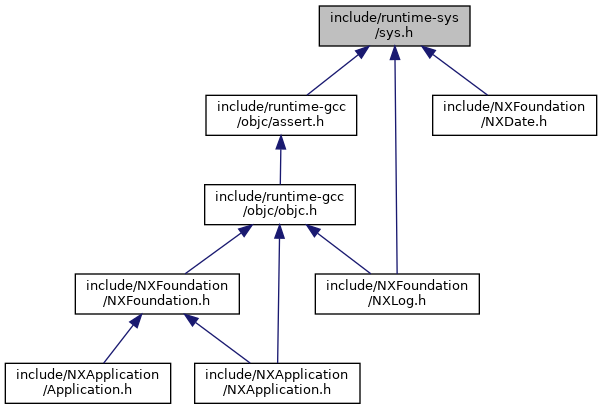 include/runtime-sys
/sys.h
include/runtime-gcc
/objc/assert.h
include/NXFoundation
/NXDate.h
include/runtime-gcc
/objc/objc.h
include/NXFoundation
/NXFoundation.h
include/NXFoundation
/NXLog.h
include/NXApplication
/Application.h
include/NXApplication
/NXApplication.h